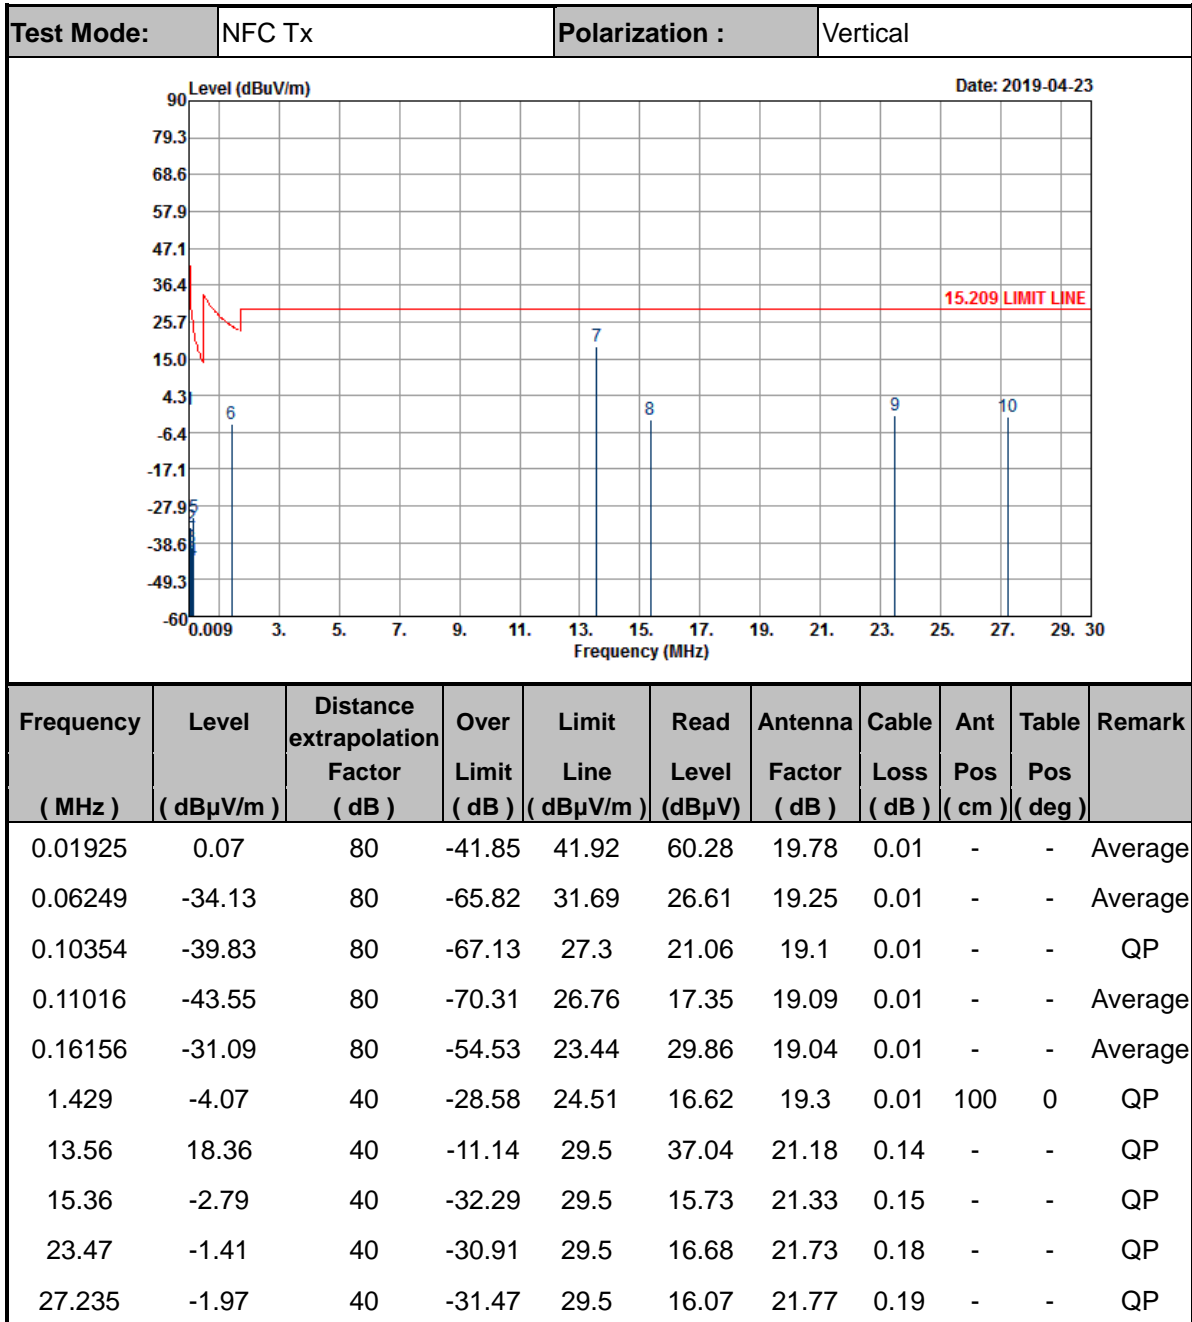 Test Mode: NFC Tx Polarization : Vertical
Level (dBuV/m) Date: 2019-04-23
90
79.3
68.6
57.9
47.1
36.4
15.209 LIMIT LINE
25.7
7
15.0
4.3
6 8 9 10
-6.4
-17.1
-27.9
5
-38.6
-49.3
-60
0.009 3. 5. 7. 9. 11. 13. 15. 17. 19. 21. 23. 25. 27. 29. 30
Frequency (MHz)
Frequency Level Distance extrapolation Over Limit Read Antenna Cable Ant Table Remark
Factor Limit Line Level Factor Loss Pos Pos
( MHz ) ( dBµV/m ) ( dB ) ( dB ) ( dBµV/m ) (dBµV) ( dB ) ( dB ) ( cm ) ( deg )
0.01925 0.07 80 -41.85 41.92 60.28 19.78 0.01 - - Average
0.06249 -34.13 80 -65.82 31.69 26.61 19.25 0.01 - - Average
0.10354 -39.83 80 -67.13 27.3 21.06 19.1 0.01 - - QP
0.11016 -43.55 80 -70.31 26.76 17.35 19.09 0.01 - - Average
0.16156 -31.09 80 -54.53 23.44 29.86 19.04 0.01 - - Average
1.429 -4.07 40 -28.58 24.51 16.62 19.3 0.01 100 0 QP
13.56 18.36 40 -11.14 29.5 37.04 21.18 0.14 - - QP
15.36 -2.79 40 -32.29 29.5 15.73 21.33 0.15 - - QP
23.47 -1.41 40 -30.91 29.5 16.68 21.73 0.18 - - QP
27.235 -1.97 40 -31.47 29.5 16.07 21.77 0.19 - - QP